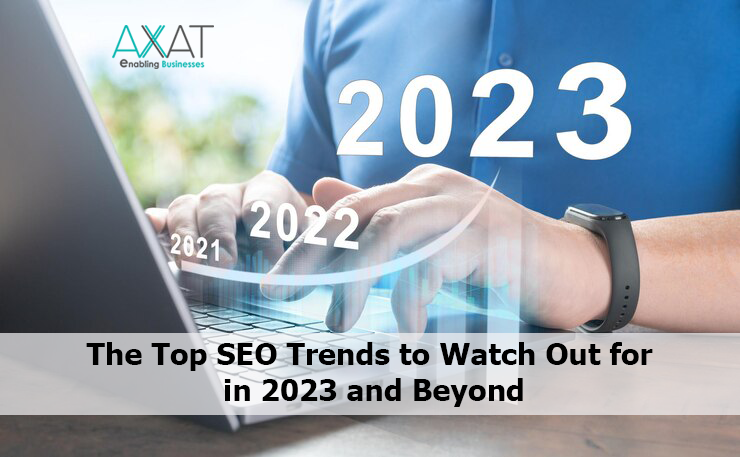 AXAT
enabling Businesses
2023
2022
2021
The Top SEO Trends to Watch Out for
in 2023 and Beyond